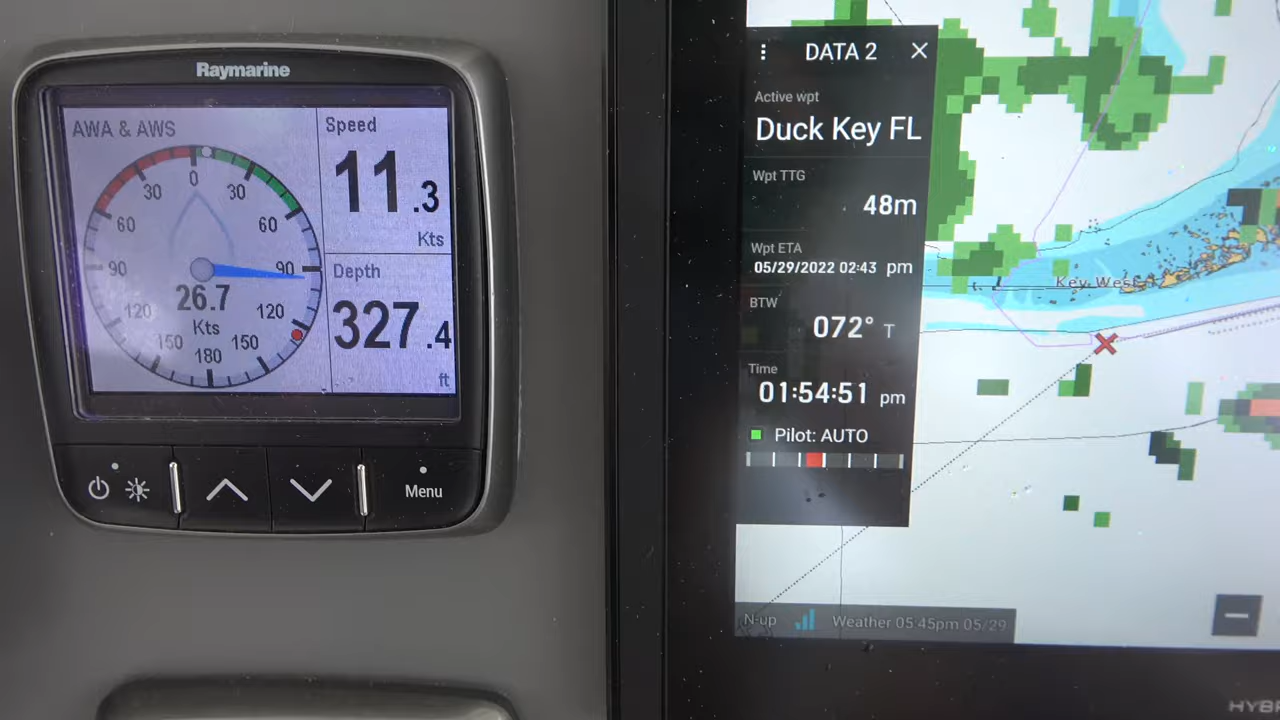 Raymarine
AWA & AWS
0
30
30
60
60
90
90
120
120
150
150
180
26.7
Kts
Speed
11.3
Kts
Depth
327.4
ft
Menu
DATA 2
Active wpt
Duck Key FL
Wpt TTG
48m
Wpt ETA
05/29/2022 02:43 pm
BTW
072° T
Time
01:54:51 pm
Pilot: AUTO
Key West
N-up
Weather 05:45pm 05/29